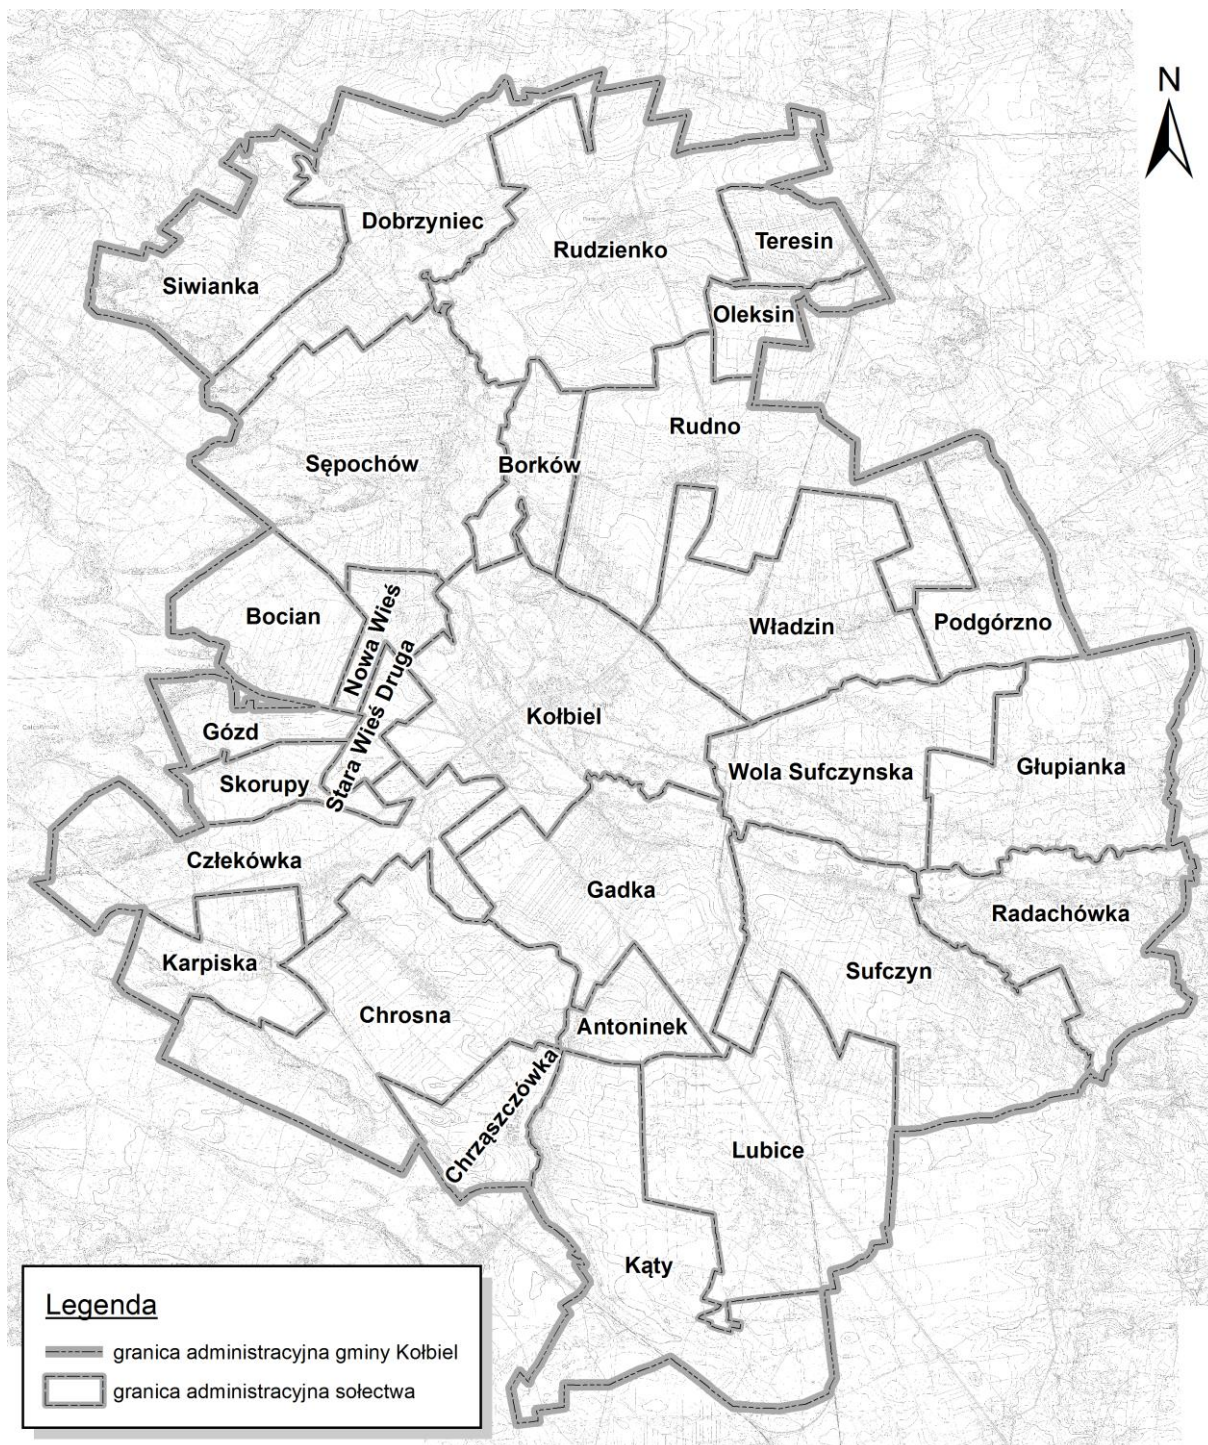 N
Dobrzyniec
Rudzienko
Teresin
Siwianka
Oleksin
Rudno
Sępochów
Borków
Bocian
Nowa Wieś
Władzin
Podgórzno
Stara Wieś Druga
Kołbiel
Gózd
Skorupy
Wola Sufczynska
Głupianka
Człekówka
Gadka
Radachówka
Karpiska
Sufczyn
Chrosna
Antoninek
Chrząszczówka
Lubice
Kąty
Legenda
granica administracyjna gminy Kołbiel
granica administracyjna sołectwa